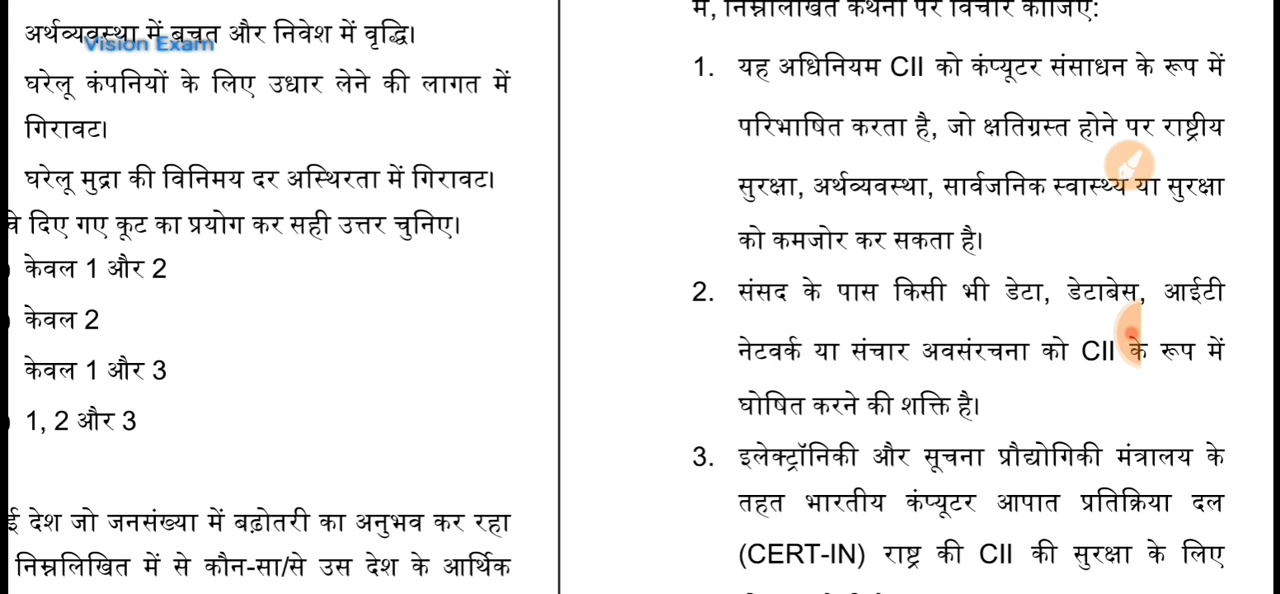 अर्थव्यवस्था में बचत और निवेश में वृद्धि।
Vision Exam
घरेलू कंपनियों के लिए उधार लेने की लागत में
गिरावट।
घरेलू मुद्रा की विनिमय दर अस्थिरता में गिरावट।
दिए गए कूट का प्रयोग कर सही उत्तर चुनिए।
केवल 1 और 2
केवल 2
केवल 1 और 3
1, 2 और 3
देश जो जनसंख्या में बढ़ोतरी का अनुभव कर रहा
निम्नलिखित में से कौन-सा/से उस देश के आर्थिक
में, निम्नलिखित कथनों पर विचार कीजिए:
1. यह अधिनियम CII को कंप्यूटर संसाधन के रूप में
परिभाषित करता है, जो क्षतिग्रस्त होने पर राष्ट्रीय
सुरक्षा, अर्थव्यवस्था, सार्वजनिक स्वास्थ्य या सुरक्षा
को कमजोर कर सकता है।
2. संसद के पास किसी भी डेटा, डेटाबेस, आईटी
नेटवर्क या संचार अवसंरचना को CII के रूप में
घोषित करने की शक्ति है।
3. इलेक्ट्रॉनिकी और सूचना प्रौद्योगिकी मंत्रालय के
तहत भारतीय कंप्यूटर आपात प्रतिक्रिया दल
(CERT-IN) राष्ट्र की CII की सुरक्षा के लिए